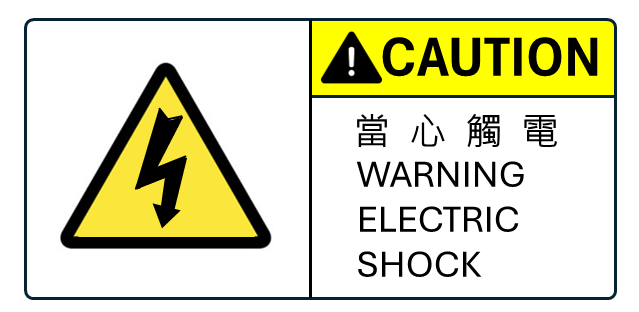 CAUTION
當心觸電
WARNING
ELECTRIC
SHOCK